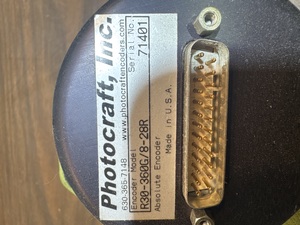 Photocraft, Inc.
www.photocraftencoders.com
630-365-7148
Serial No.
71401
Encoder Model
R30-360G/8-28R
Absolute Encoder
Made in U.S.A.